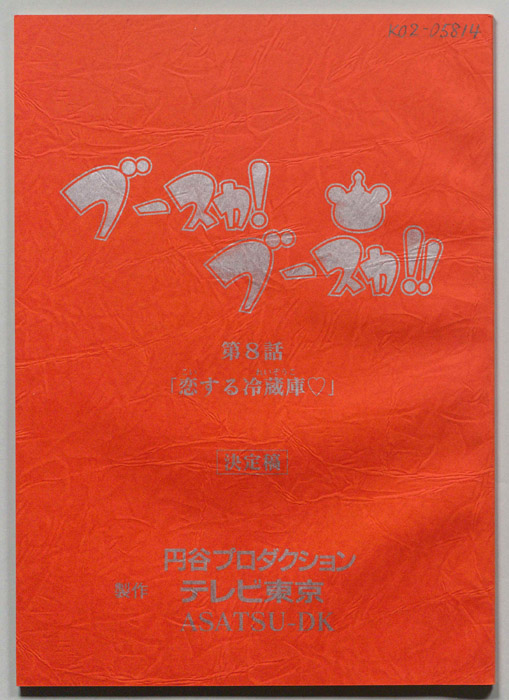 K02-05814
ブースカ!
ブースカ!!
第8話
「恋する冷蔵庫♡」
決定稿
円谷プロダクション
製作 テレビ東京
ASATSU-DK